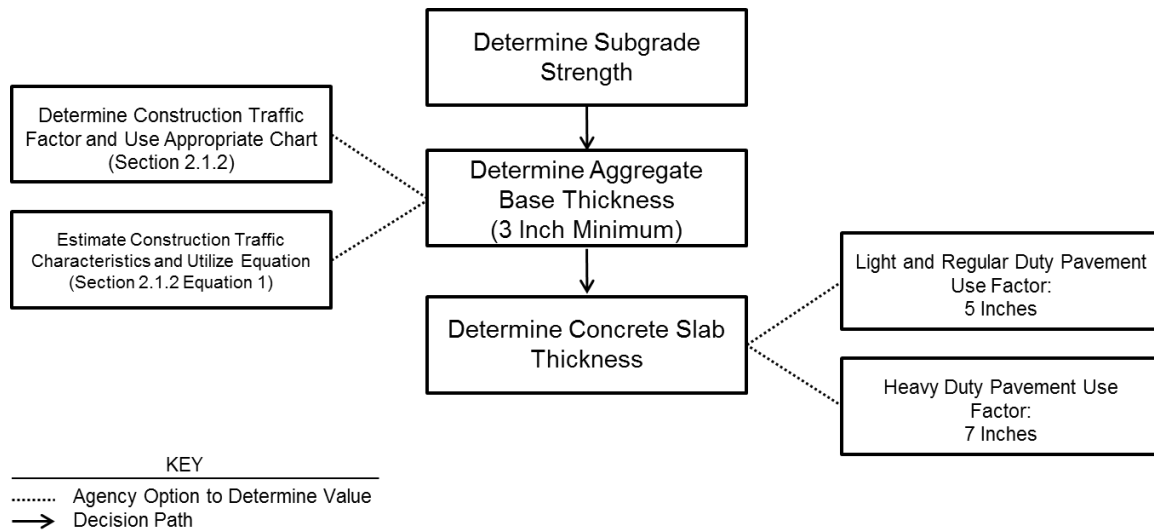 Determine Subgrade
Strength
Determine Construction Traffic
Factor and Use Appropriate Chart
(Section 2.1.2)
Determine Aggregate
Base Thickness
(3 Inch Minimum)
Estimate Construction Traffic
Characteristics and Utilize Equation
(Section 2.1.2 Equation 1)
Light and Regular Duty Pavement
Use Factor:
5 Inches
Determine Concrete Slab
Thickness
Heavy Duty Pavement Use
Factor:
7 Inches
KEY
Agency Option to Determine Value
Decision Path